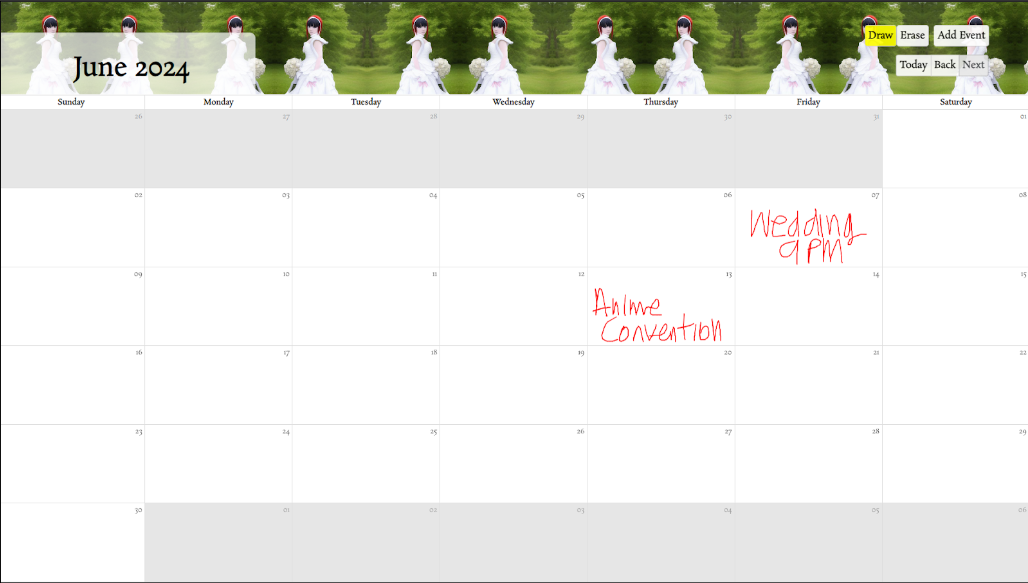 Draw Erase Add Event
June 2024
Today Back Next
Sunday Monday Tuesday Wednesday Thursday Friday Saturday
26 27 28 29 30 31 01
02 03 04 05 06 07 08
Wedding
9 PM
09 10 11 12 13 14 15
Anime
Convention
16 17 18 19 20 21 22
23 24 25 26 27 28 29
30 01 02 03 04 05 06